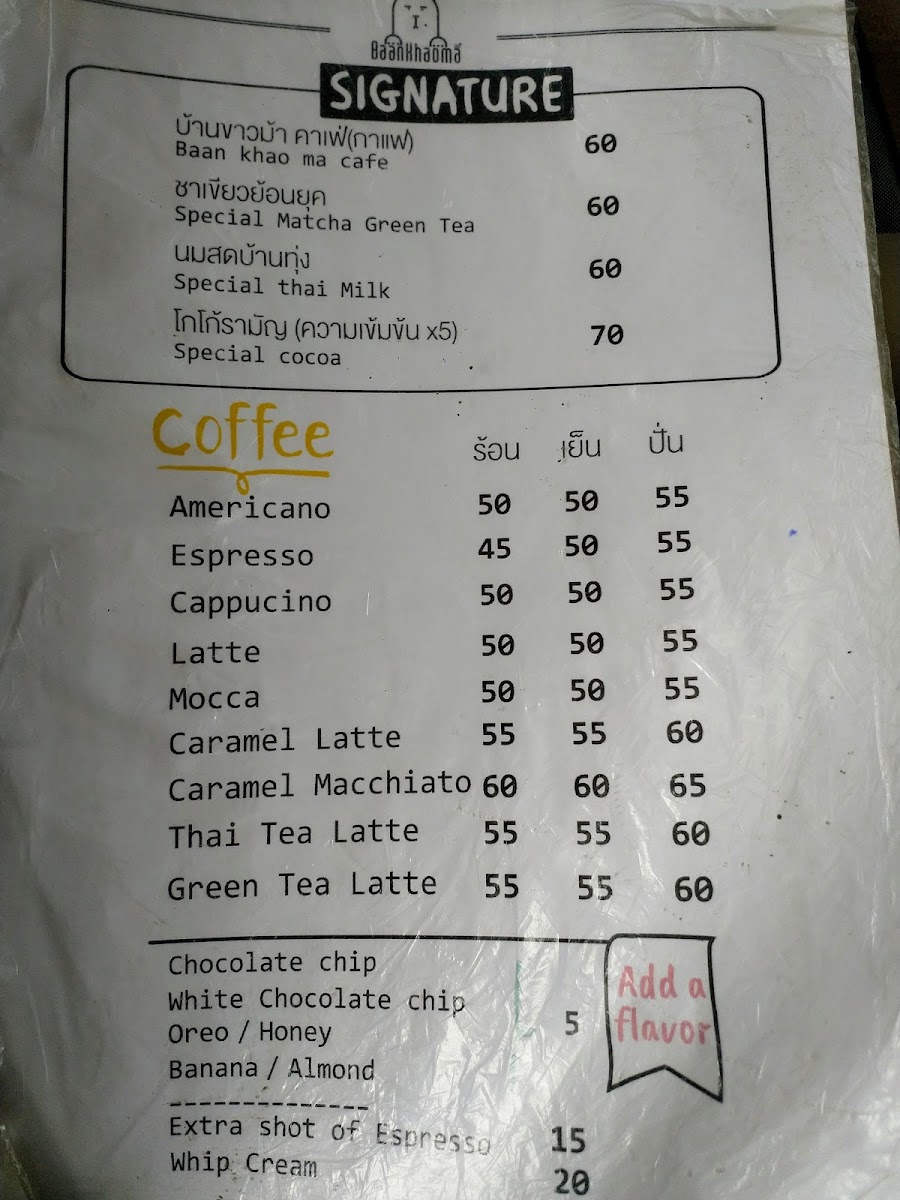 Baankhaoma
SIGNATURE
บ้านขาวม้า คาเฟ่(กาแฟ) 60
Baan khao ma cafe
ชาเขียวย้อนยุค 60
Special Matcha Green Tea
นมสดบ้านทุ่ง 60
Special thai Milk
โกโก้รามัญ (ความเข้มข้น x5) 70
Special cocoa
Coffee ร้อน เย็น ปั่น
Americano 50 50 55
Espresso 45 50 55
Cappucino 50 50 55
Latte 50 50 55
Mocca 50 50 55
Caramel Latte 55 55 60
Caramel Macchiato 60 60 65
Thai Tea Latte 55 55 60
Green Tea Latte 55 55 60
Chocolate chip
White Chocolate chip
Oreo / Honey 5
Banana / Almond
Add a
flavor
Extra shot of Espresso 15
Whip Cream 20